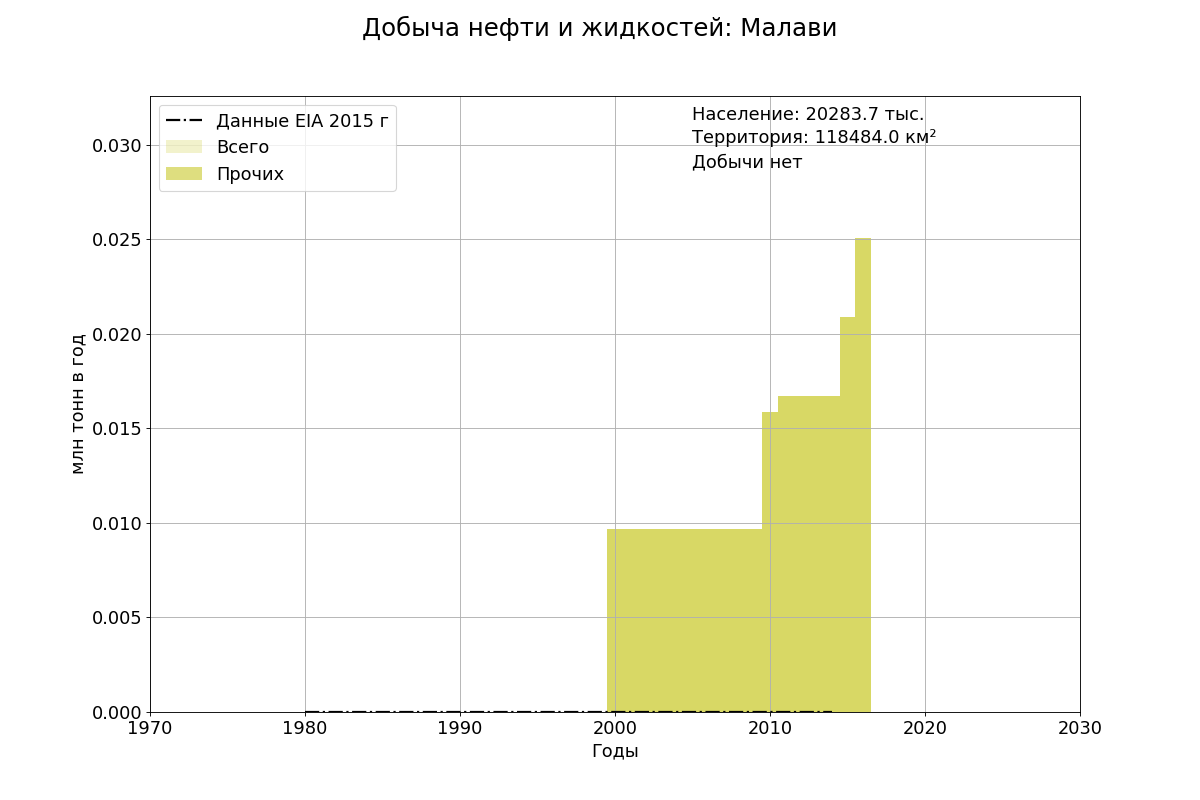 Добыча нефти и жидкостей: Малави
Данные EIA 2015 г
Всего
Прочих
Население: 20283.7 тыс.
Территория: 118484.0 км²
Добычи нет
млн тонн в год
0.030
0.025
0.020
0.015
0.010
0.005
0.000
1970 1980 1990 2000 2010 2020 2030
Годы